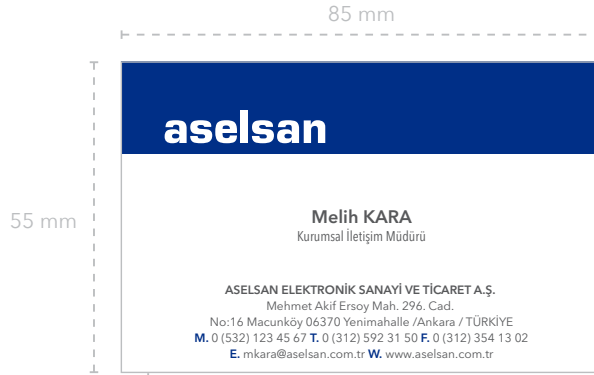 85 mm
55 mm
aselsan
Melih KARA
Kurumsal İletişim Müdürü
ASELSAN ELEKTRONİK SANAYİ VE TİCARET A.Ş.
Mehmet Akif Ersoy Mah. 296. Cad.
No:16 Macunköy 06370 Yenimahalle /Ankara / TÜRKİYE
M. 0 (532) 123 45 67 T. 0 (312) 592 31 50 F. 0 (312) 354 13 02
E. mkara@aselsan.com.tr W. www.aselsan.com.tr